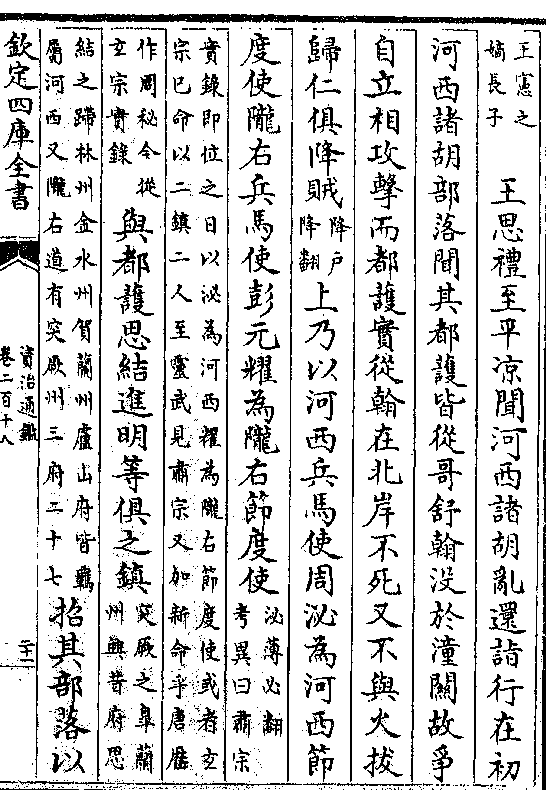 王憲之
嫡長子
王思禮至平凉聞河西諸胡亂還詣行在初
河西諸胡部落聞其都護皆從哥舒翰沒於潼關故爭
自立相攻擊而都護實從翰在北岸不死又不與火拔
歸仁俱降賊
降户
降翻
上乃以河西兵馬使周泌為河西節
度使隴右兵馬使彭元耀為隴右節度使
泌薄必翻
考異曰肅宗
實錄即位之日以泌為河西耀為隴右節度使或者玄
宗已命以二鎮二人至靈武見肅宗又加新命乎唐厯
作周秘今從
玄宗實錄
與都護思結進明等俱之鎮
突厥之臯蘭
州興昔府思
結之蹛林州金水州賀蘭州盧山府皆羈
屬河西又隴右道有突厥州三府二十七
招其部落以
欽定四庫全書
資治通鑑
卷二百十八